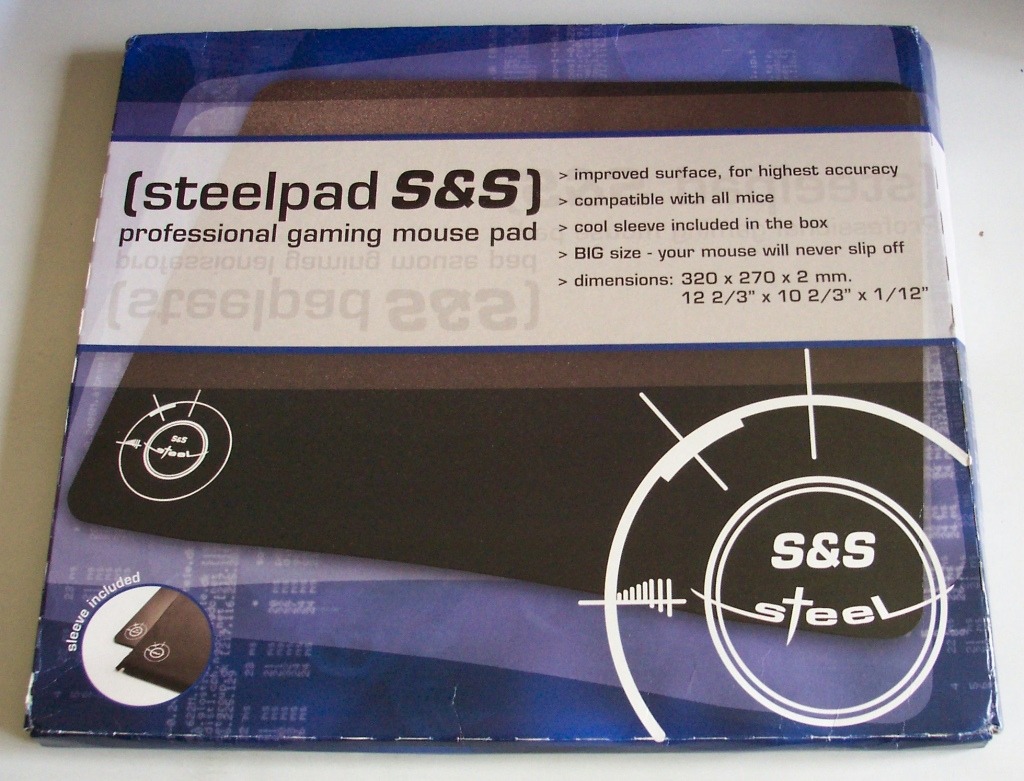 (steelpad S&S)
professional gaming mouse pad
> improved surface, for highest accuracy
> compatible with all mice
> cool sleeve included in the box
> BIG size - your mouse will never slip off
> dimensions: 320 x 270 x 2 mm.
12 2/3" x 10 2/3" x 1/12"
S&S
steel
S&S
steel
sleeve included